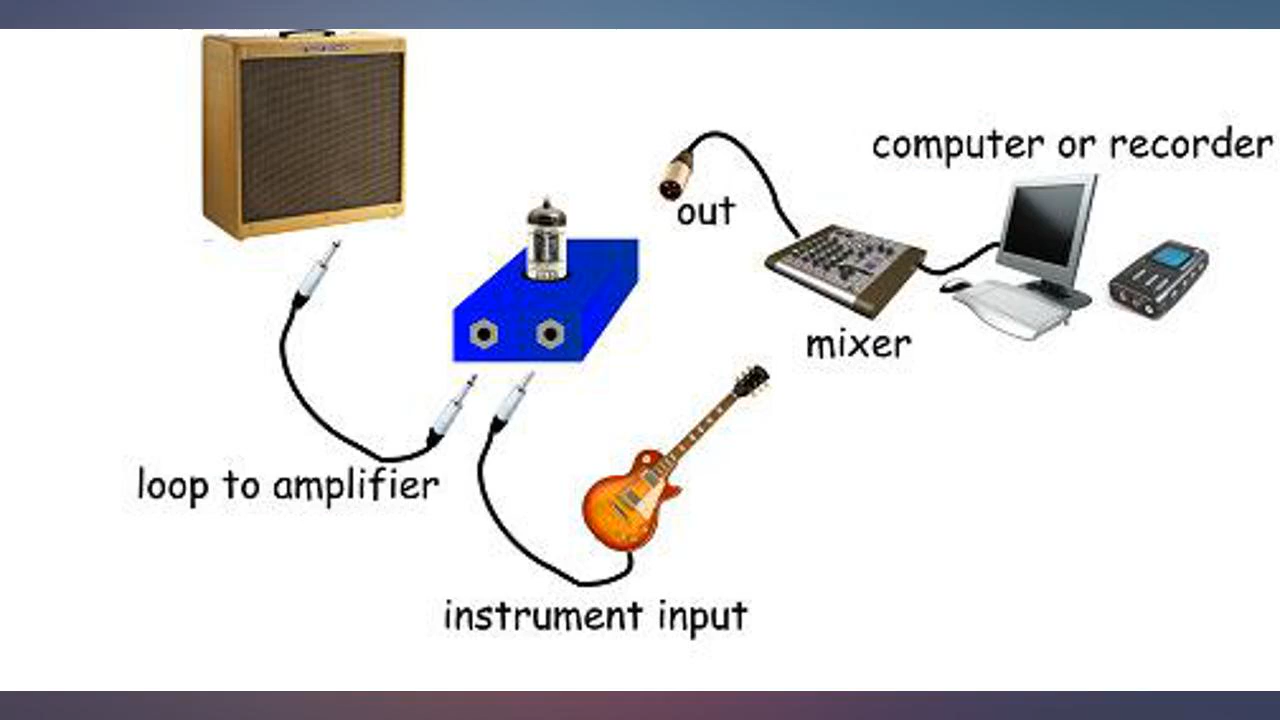 computer or recorder
out
mixer
loop to amplifier
instrument input